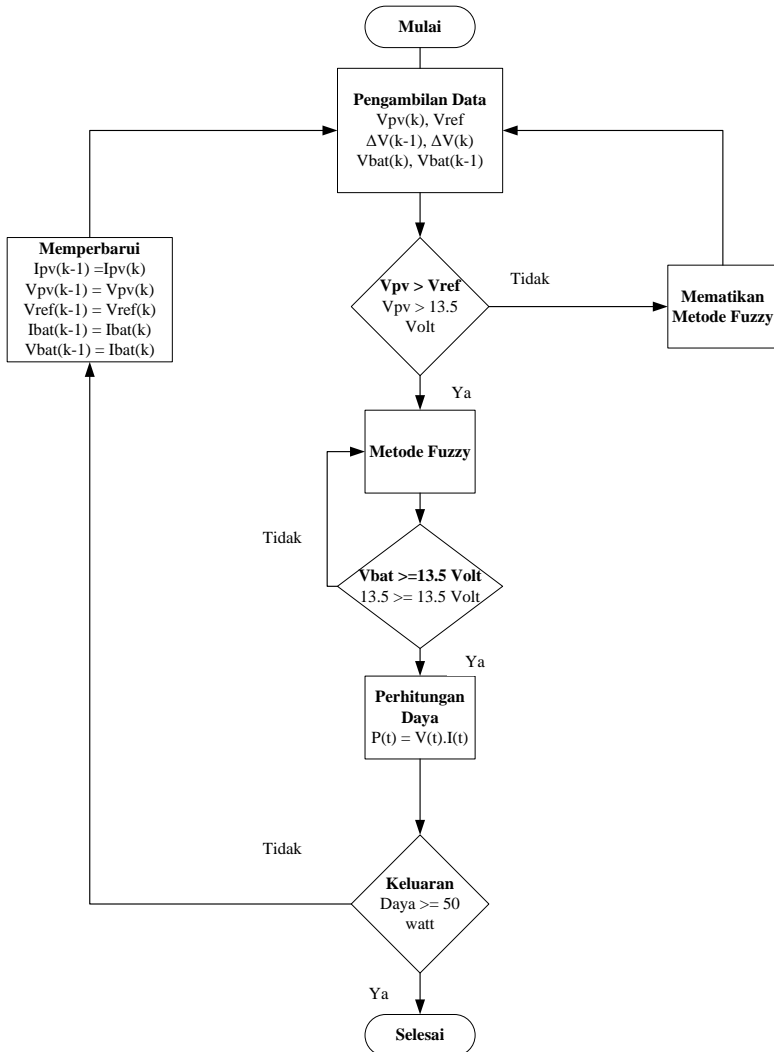 Mulai
Pengambilan Data
Vpv(k), Vref
ΔV(k-1), ΔV(k)
Vbat(k), Vbat(k-1)
Vpv > Vref
Vpv > 13.5
Volt
Tidak
Mematikan
Metode Fuzzy
Memperbarui
Ipv(k-1) =Ipv(k)
Vpv(k-1) = Vpv(k)
Vref(k-1) = Vref(k)
Ibat(k-1) = Ibat(k)
Vbat(k-1) = Ibat(k)
Ya
Metode Fuzzy
Tidak
Vbat >=13.5 Volt
13.5 >= 13.5 Volt
Ya
Perhitungan
Daya
P(t) = V(t).I(t)
Tidak
Keluaran
Daya >= 50
watt
Ya
Selesai